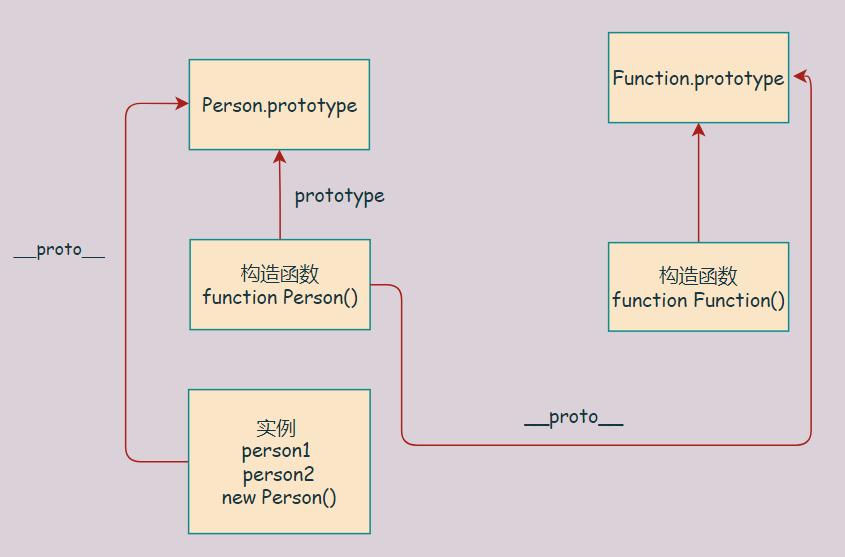 Person.prototype
Function.prototype
prototype
__proto__
构造函数
function Person()
构造函数
function Function()
__proto__
实例
person1
person2
new Person()